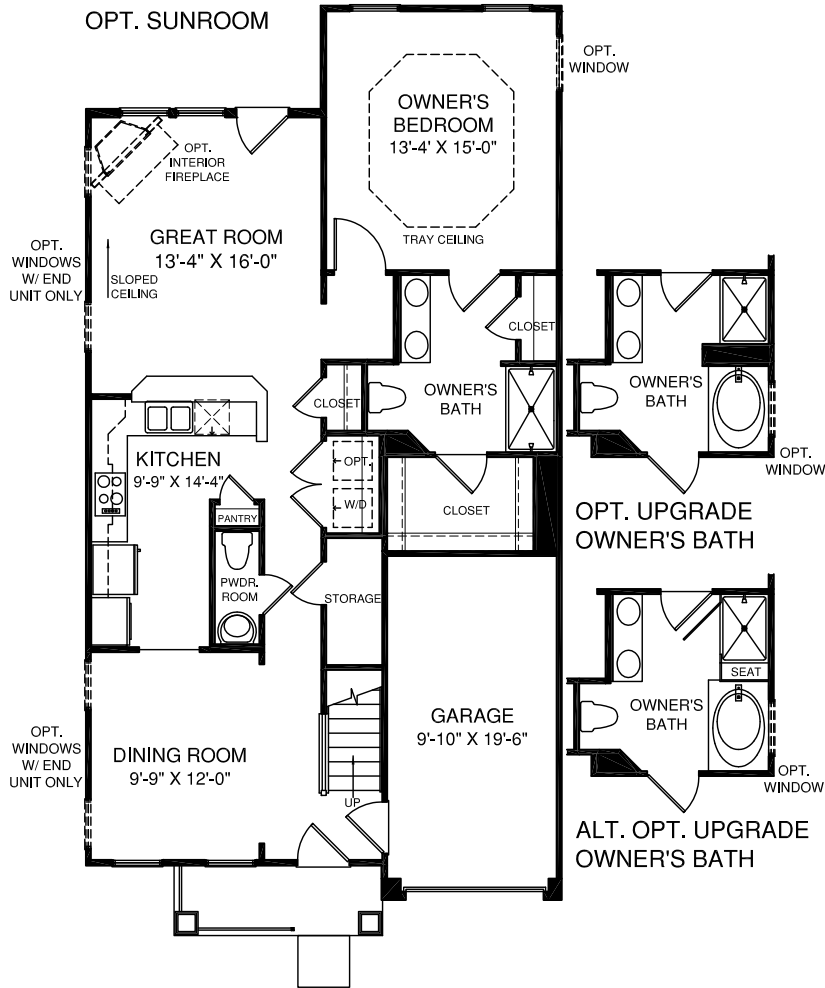 OPT. SUNROOM
OPT.
WINDOW
OWNER'S
BEDROOM
13'-4' X 15'-0"
TRAY CEILING
OPT.
INTERIOR
FIREPLACE
GREAT ROOM
13'-4" X 16'-0"
OPT.
WINDOWS
W/ END
UNIT ONLY
SLOPED
CEILING
CLOSET
OWNER'S
BATH
CLOSET
OWNER'S
BATH
OPT.
WINDOW
KITCHEN
9'-9" X 14'-4"
OPT.
W/D
CLOSET
PANTRY
OPT. UPGRADE
OWNER'S BATH
PWDR.
ROOM
STORAGE
SEAT
OWNER'S
BATH
OPT.
WINDOW
OPT.
WINDOWS
W/ END
UNIT ONLY
DINING ROOM
9'-9" X 12'-0"
UP
GARAGE
9'-10" X 19'-6"
ALT. OPT. UPGRADE
OWNER'S BATH